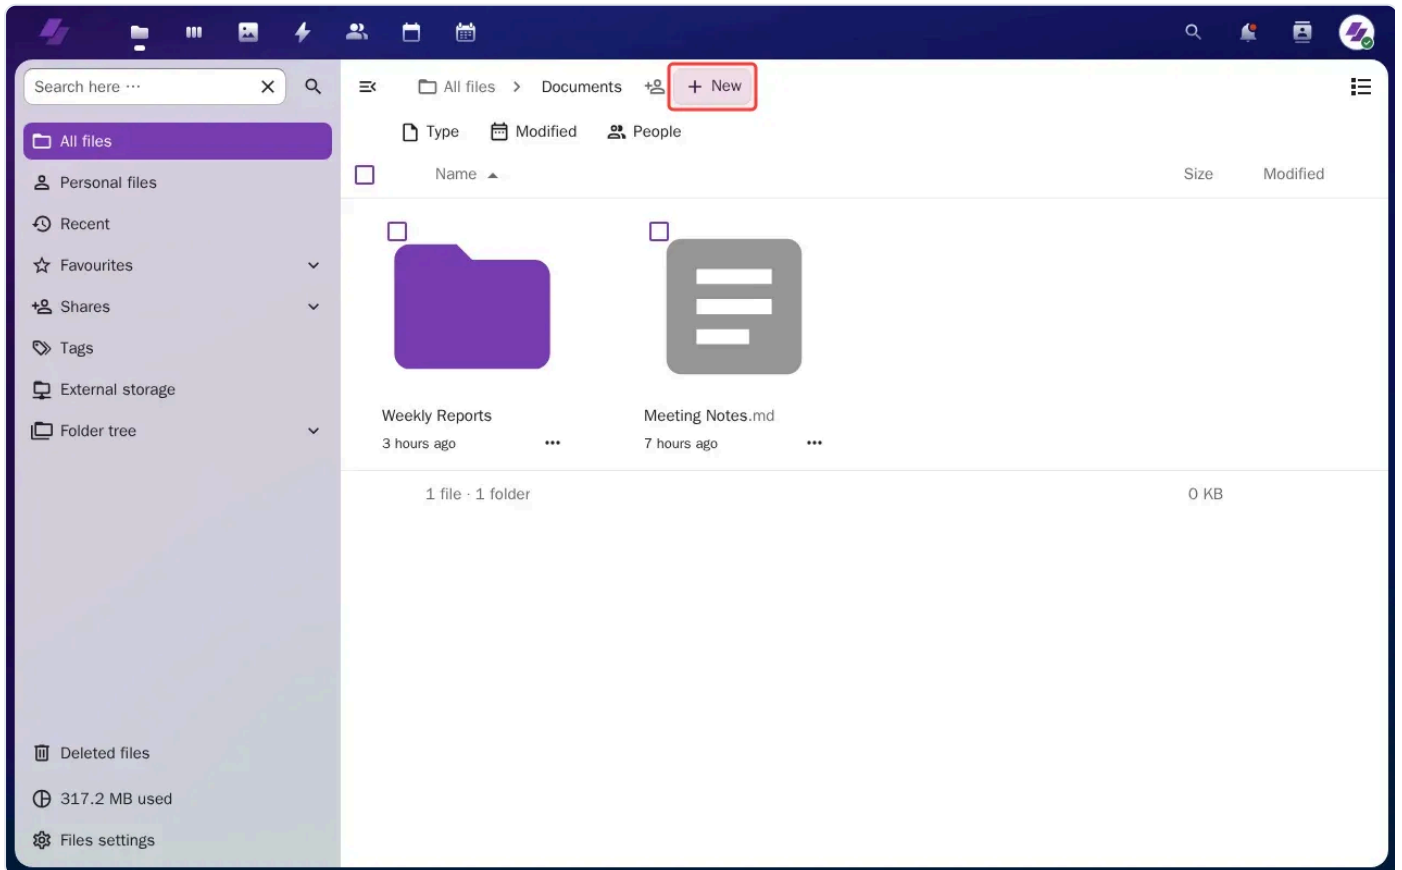 Search here ...
All files
Personal files
Recent
Favourites
Shares
Tags
External storage
Folder tree
Deleted files
317.2 MB used
Files settings
All files > Documents + New
Type Modified People
Name Size Modified
Weekly Reports
3 hours ago
Meeting Notes.md
7 hours ago
1 file · 1 folder 0 KB